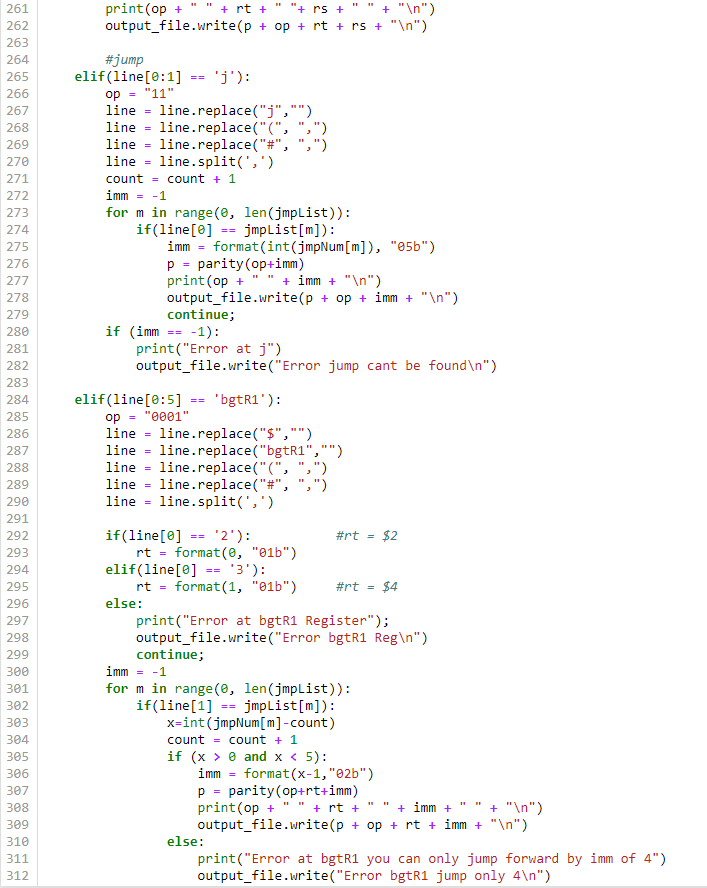 261 print(op + " " + rt + " "+ rs + " " + "\n")
262 output_file.write(p + op + rt + rs + "\n")
263
264 #jump
265 elif(line[0:1] == 'j'):
266 op = "11"
267 line = line.replace("j","")
268 line = line.replace("(", ",")
269 line = line.replace("#", ",")
270 line = line.split(',')
271 count = count + 1
272 imm = -1
273 for m in range(0, len(jmpList)):
274 if(line[0] == jmpList[m]):
275 imm = format(int(jmpNum[m]), "05b")
276 p = parity(op+imm)
277 print(op + " " + imm + "\n")
278 output_file.write(p + op + imm + "\n")
279 continue;
280 if (imm == -1):
281 print("Error at j")
282 output_file.write("Error jump cant be found\n")
283
284 elif(line[0:5] == 'bgtR1'):
285 op = "0001"
286 line = line.replace("$","")
287 line = line.replace("bgtR1","")
288 line = line.replace("(", ",")
289 line = line.replace("#", ",")
290 line = line.split(',')
291
292 if(line[0] == '2'): #rt = $2
293 rt = format(0, "01b")
294 elif(line[0] == '3'):
295 rt = format(1, "01b") #rt = $4
296 else:
297 print("Error at bgtR1 Register");
298 output_file.write("Error bgtR1 Reg\n")
299 continue;
300 imm = -1
301 for m in range(0, len(jmpList)):
302 if(line[1] == jmpList[m]):
303 x=int(jmpNum[m]-count)
304 count = count + 1
305 if (x > 0 and x < 5):
306 imm = format(x-1,"02b")
307 p = parity(op+rt+imm)
308 print(op + " " + rt + " " + imm + " " + "\n")
309 output_file.write(p + op + rt + imm + "\n")
310 else:
311 print("Error at bgtR1 you can only jump forward by imm of 4")
312 output_file.write("Error bgtR1 jump only 4\n")